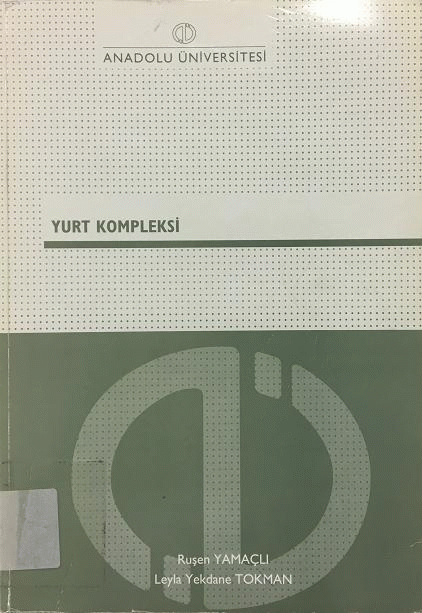 ANADOLU ÜNİVERSİTESİ
YURT KOMPLEKSİ
Ruşen YAMAÇLI
Leyla Yekdane TOKMAN